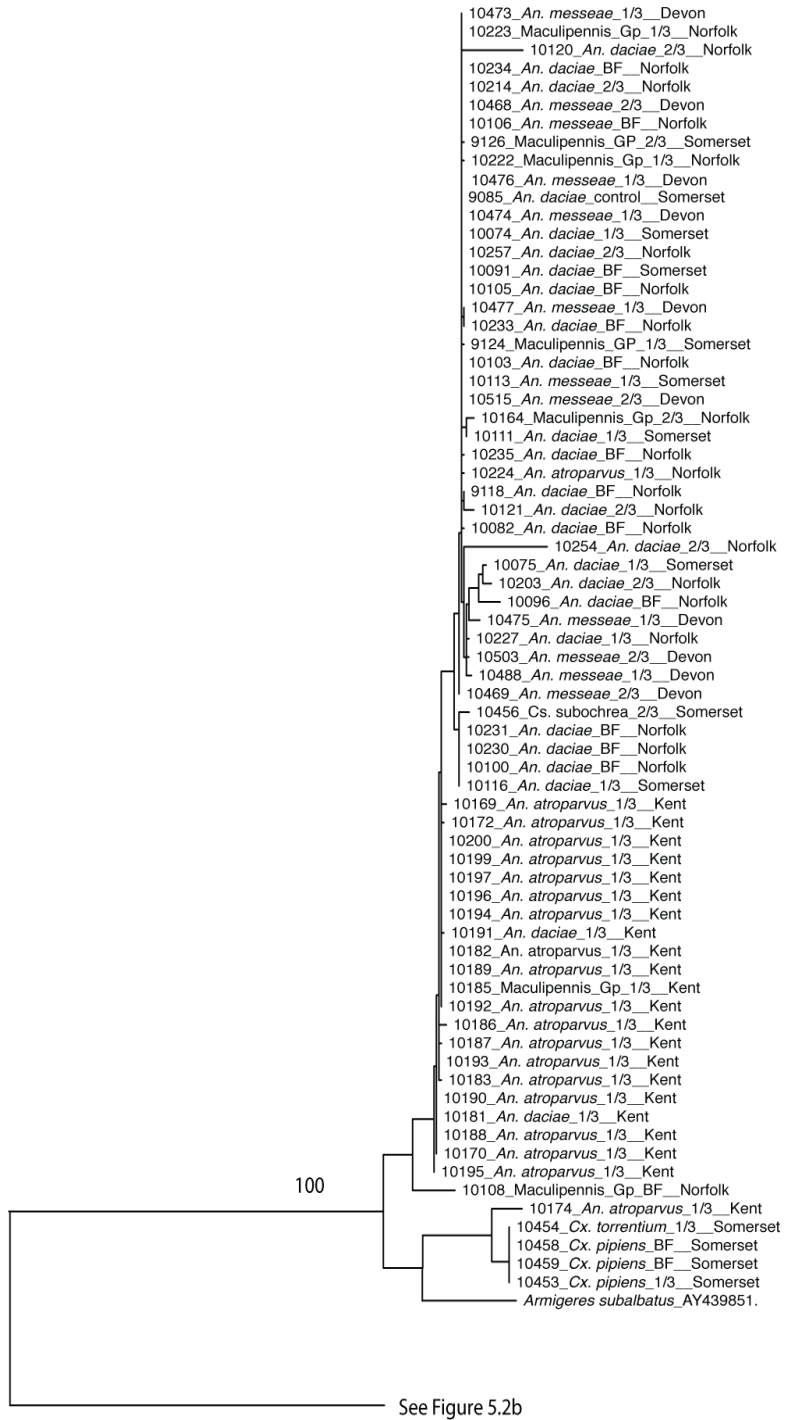 10473_An. messeae_1/3__Devon
10223_Maculipennis_Gp_1/3__Norfolk
10120_An. daciae_2/3__Norfolk
10234_An. daciae_BF__Norfolk
10214_An. daciae_2/3__Norfolk
10468_An. messeae_2/3__Devon
10106_An. messeae_BF__Norfolk
9126_Maculipennis_GP_2/3__Somerset
10222_Maculipennis_Gp_1/3__Norfolk
10476_An. messeae_1/3__Devon
9085_An. daciae_control__Somerset
10474_An. messeae_1/3__Devon
10074_An. daciae_1/3__Somerset
10257_An. daciae_2/3__Norfolk
10091_An. daciae_BF__Somerset
10105_An. daciae_BF__Norfolk
10477_An. messeae_1/3__Devon
10233_An. daciae_BF__Norfolk
9124_Maculipennis_GP_1/3__Somerset
10103_An. daciae_BF__Norfolk
10113_An. messeae_1/3__Somerset
10515_An. messeae_2/3__Devon
10164_Maculipennis_Gp_2/3__Norfolk
10111_An. daciae_1/3__Somerset
10235_An. daciae_BF__Norfolk
10224_An. atroparvus_1/3__Norfolk
9118_An. daciae_BF__Norfolk
10121_An. daciae_2/3__Norfolk
10082_An. daciae_BF__Norfolk
10254_An. daciae_2/3__Norfolk
10075_An. daciae_1/3__Somerset
10203_An. daciae_2/3__Norfolk
10096_An. daciae_BF__Norfolk
10475_An. messeae_1/3__Devon
10227_An. daciae_1/3__Norfolk
10503_An. messeae_2/3__Devon
10488_An. messeae_1/3__Devon
10469_An. messeae_2/3__Devon
10456_Cs. subochrea_2/3__Somerset
10231_An. daciae_BF__Norfolk
10230_An. daciae_BF__Norfolk
10100_An. daciae_BF__Norfolk
10116_An. daciae_1/3__Somerset
10169_An. atroparvus_1/3__Kent
10172_An. atroparvus_1/3__Kent
10200_An. atroparvus_1/3__Kent
10199_An. atroparvus_1/3__Kent
10197_An. atroparvus_1/3__Kent
10196_An. atroparvus_1/3__Kent
10194_An. atroparvus_1/3__Kent
10191_An. daciae_1/3__Kent
10182_An. atroparvus_1/3__Kent
10189_An. atroparvus_1/3__Kent
10185_Maculipennis_Gp_1/3__Kent
10192_An. atroparvus_1/3__Kent
10186_An. atroparvus_1/3__Kent
10187_An. atroparvus_1/3__Kent
10193_An. atroparvus_1/3__Kent
10183_An. atroparvus_1/3__Kent
10190_An. atroparvus_1/3__Kent
10181_An. daciae_1/3__Kent
10188_An. atroparvus_1/3__Kent
10170_An. atroparvus_1/3__Kent
10195_An. atroparvus_1/3__Kent
100
10108_Maculipennis_Gp_BF__Norfolk
10174_An. atroparvus_1/3__Kent
10454_Cx. torrentium_1/3__Somerset
10458_Cx. pipiens_BF__Somerset
10459_Cx. pipiens_BF__Somerset
10453_Cx. pipiens_1/3__Somerset
Armigeres subalbatus_AY439851.
See Figure 5.2b